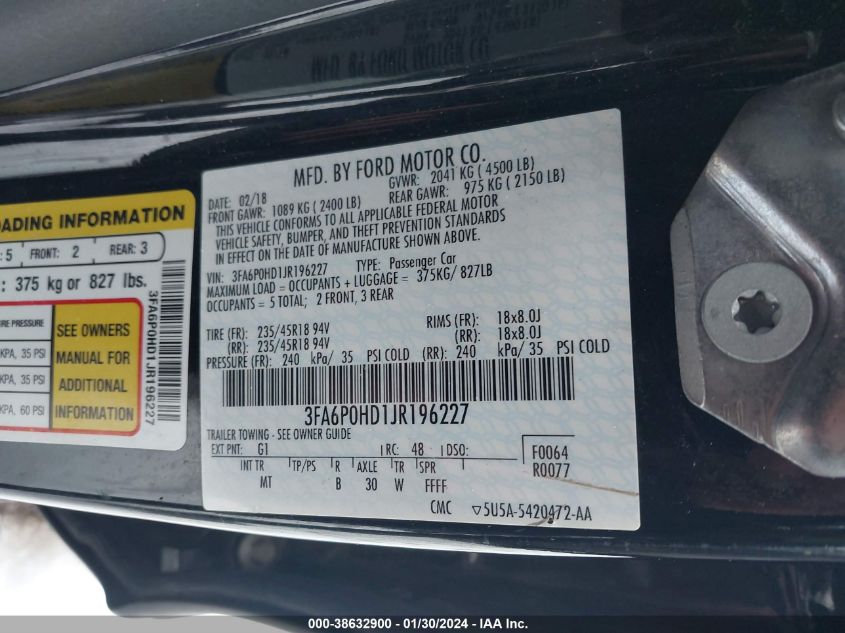 MFD. BY FORD MOTOR CO.
DATE: 02/18 GVWR: 2041 KG ( 4500 LB)
FRONT GAWR: 1089 KG ( 2400 LB) REAR GAWR: 975 KG ( 2150 LB)
THIS VEHICLE CONFORMS TO ALL APPLICABLE FEDERAL MOTOR
VEHICLE SAFETY, BUMPER, AND THEFT PREVENTION STANDARDS
IN EFFECT ON THE DATE OF MANUFACTURE SHOWN ABOVE.
VIN: 3FA6P0HD1JR196227 TYPE: Passenger Car
MAXIMUM LOAD = OCCUPANTS + LUGGAGE = 375KG/ 827LB
OCCUPANTS = 5 TOTAL; 2 FRONT, 3 REAR
TIRE (FR): 235/45R18 94V RIMS (FR): 18x8.0J
(RR): 235/45R18 94V (RR): 18x8.0J
PRESSURE (FR): 240 kPa/ 35 PSI COLD (RR): 240 kPa/ 35 PSI COLD
3FA6P0HD1JR196227
TRAILER TOWING - SEE OWNER GUIDE
EXT PNT: G1 RC: 48 DSO: F0064
R0077
INT TR TP/PS R AXLE TR SPR
MT B 30 W FFFF
CMC ▽5U5A-5420472-AA
LOADING INFORMATION
: 5 FRONT: 2 REAR: 3
: 375 kg or 827 lbs.
TIRE PRESSURE
KPA, 35 PSI
KPA, 35 PSI
KPA, 60 PSI
SEE OWNERS
MANUAL FOR
ADDITIONAL
INFORMATION
3FA6P0HD1JR196227
000-38632900 - 01/30/2024 - IAA Inc.